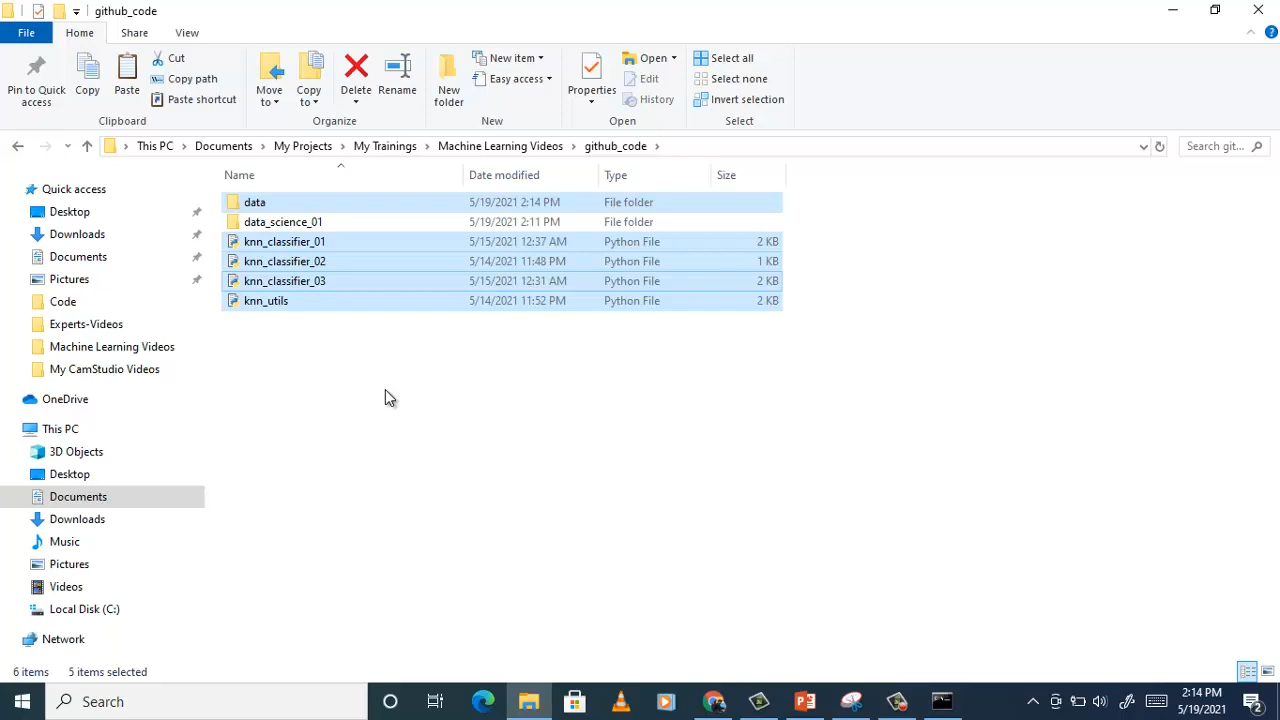 github_code
File Home Share View
Pin to Quick access
Copy
Paste
Cut
Copy path
Paste shortcut
Clipboard
Move to
Copy to
Delete
Rename
Organize
New folder
New item
Easy access
New
Properties
Open
Edit
History
Open
Select all
Select none
Invert selection
Select
This PC > Documents > My Projects > My Trainings > Machine Learning Videos > github_code >
Search git...
Name Date modified Type Size
data 5/19/2021 2:14 PM File folder
data_science_01 5/19/2021 2:11 PM File folder
knn_classifier_01 5/15/2021 12:37 AM Python File 2 KB
knn_classifier_02 5/14/2021 11:48 PM Python File 1 KB
knn_classifier_03 5/15/2021 12:31 AM Python File 2 KB
knn_utils 5/14/2021 11:52 PM Python File 2 KB
Quick access
Desktop
Downloads
Documents
Pictures
Code
Experts-Videos
Machine Learning Videos
My CamStudio Videos
OneDrive
This PC
3D Objects
Desktop
Documents
Downloads
Music
Pictures
Videos
Local Disk (C:)
Network
6 items 5 items selected
Search
2:14 PM
5/19/2021
2